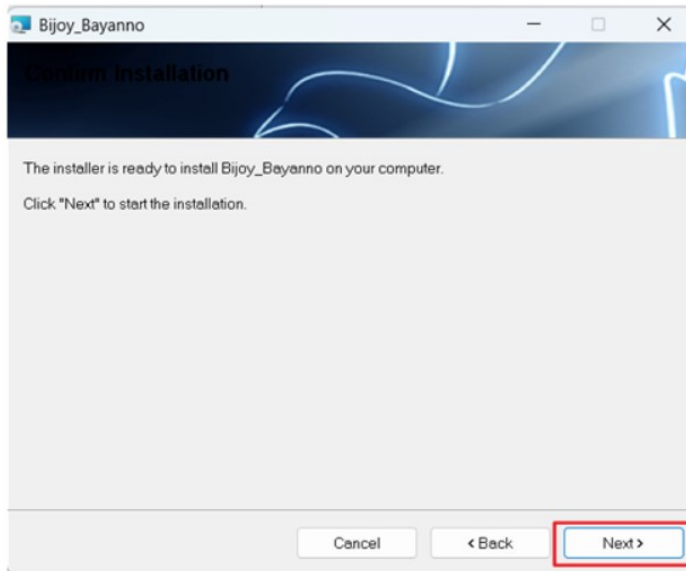 Bijoy_Bayanno
Confirm Installation
The installer is ready to install Bijoy_Bayanno on your computer.
Click "Next" to start the installation.
Cancel
< Back
Next >